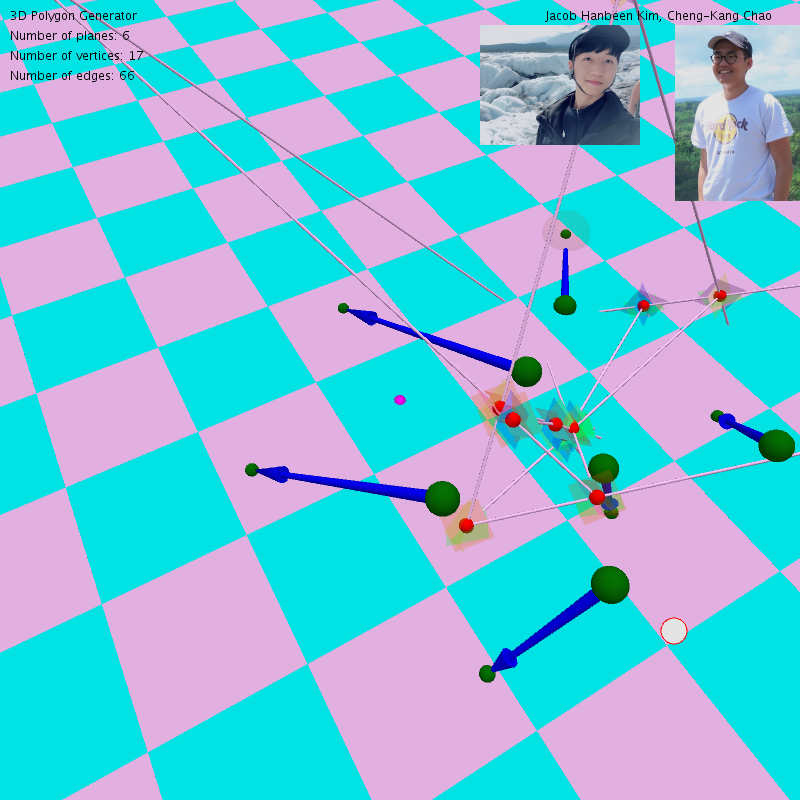 3D Polygon Generator
Jacob Hanbeen Kim, Cheng-Kang Chao
Number of planes: 6
Number of vertices: 17
Number of edges: 66